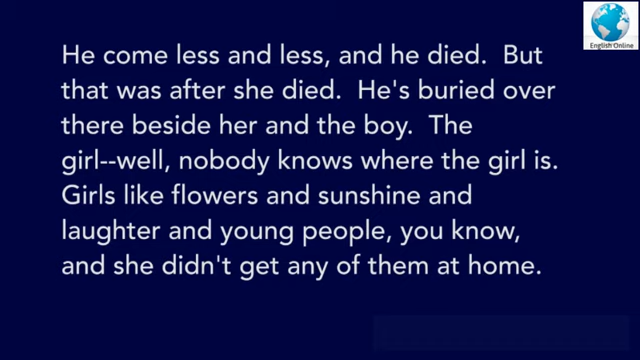 English Online
He come less and less, and he died.  But
that was after she died.  He's buried over
there beside her and the boy.  The
girl--well, nobody knows where the girl is.
Girls like flowers and sunshine and
laughter and young people, you know,
and she didn't get any of them at home.